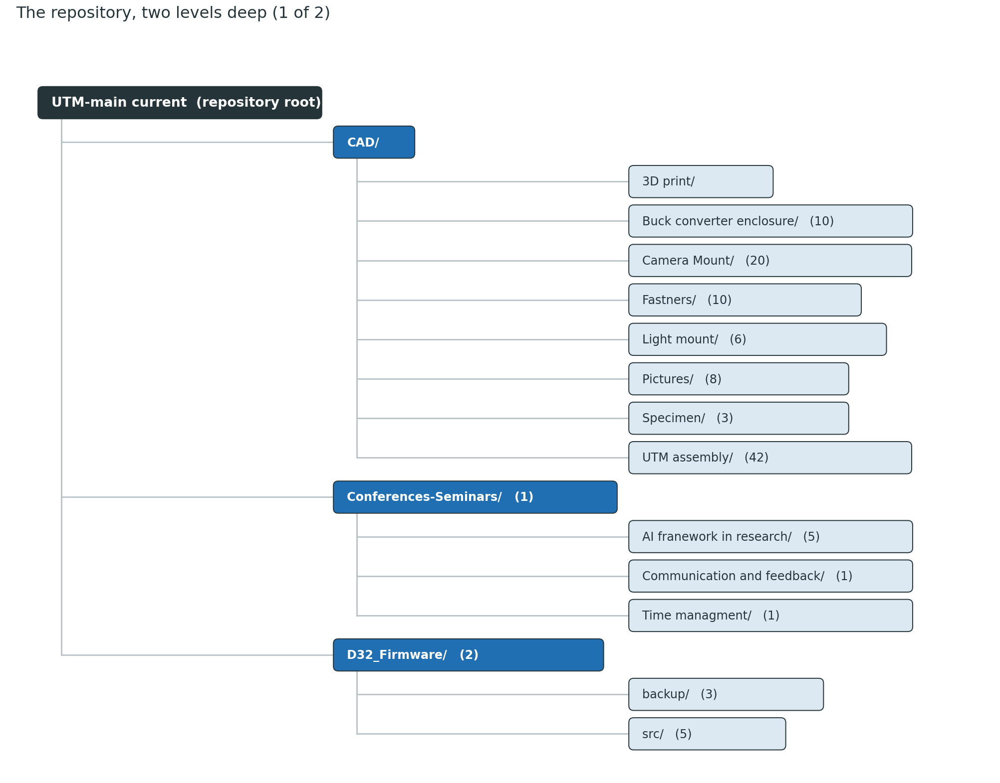 The repository, two levels deep (1 of 2)
UTM-main current (repository root)
CAD/
3D print/
Buck converter enclosure/ (10)
Camera Mount/ (20)
Fastners/ (10)
Light mount/ (6)
Pictures/ (8)
Specimen/ (3)
UTM assembly/ (42)
Conferences-Seminars/ (1)
AI franework in research/ (5)
Communication and feedback/ (1)
Time managment/ (1)
D32_Firmware/ (2)
backup/ (3)
src/ (5)